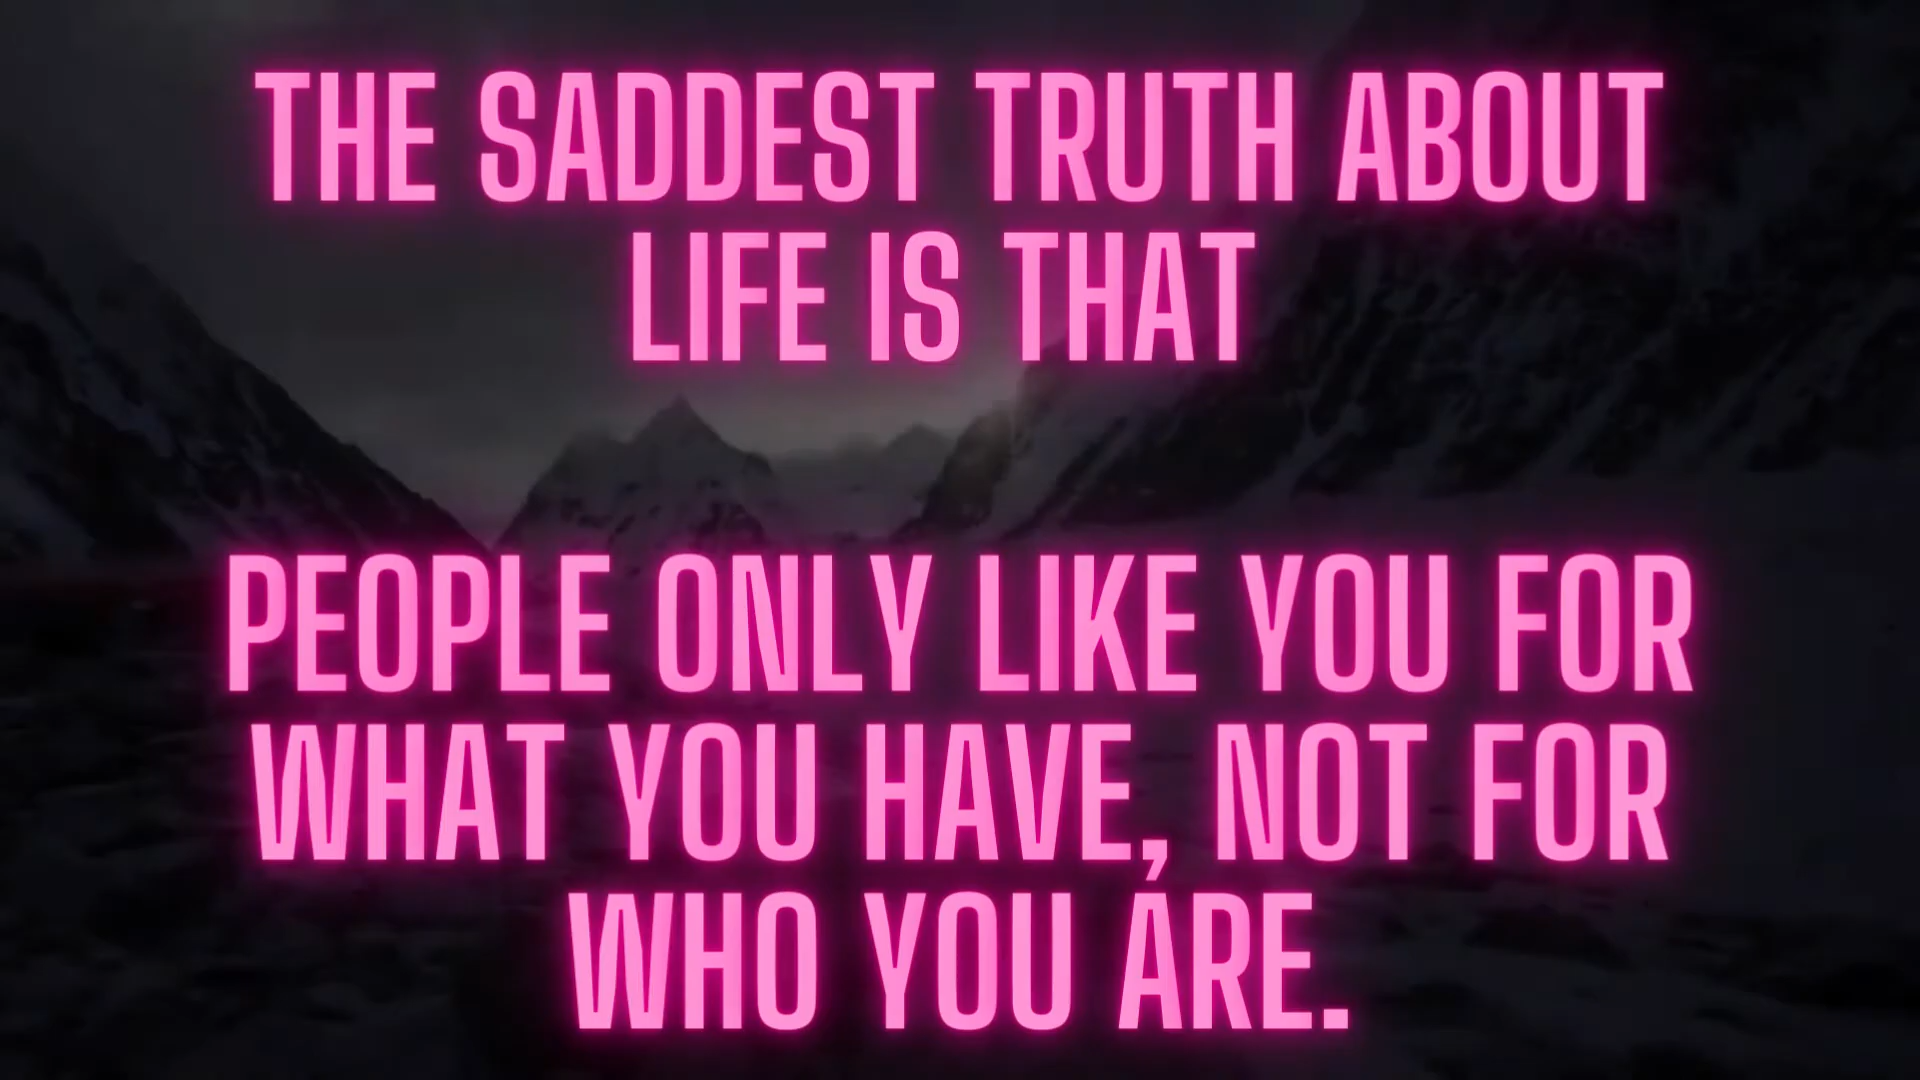 THE SADDEST TRUTH ABOUT
LIFE IS THAT
PEOPLE ONLY LIKE YOU FOR
WHAT YOU HAVE, NOT FOR
WHO YOU ARE.